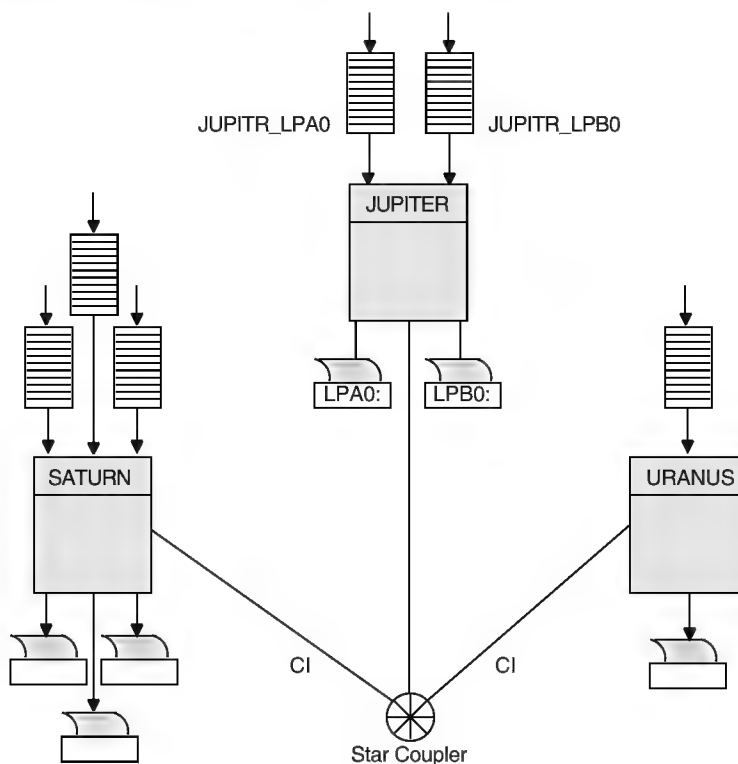 JUPITR_LPA0
JUPITR_LPB0
JUPITER
LPA0:
LPB0:
SATURN
URANUS
CI
CI
Star Coupler